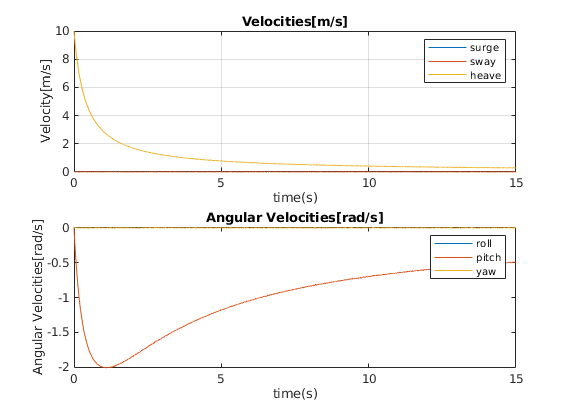 Velocities[m/s]
10
8
6
4
2
0
Velocity[m/s]
surge
sway
heave
0
5
10
15
time(s)
Angular Velocities[rad/s]
0
-0.5
-1
-1.5
-2
Angular Velocities[rad/s]
roll
pitch
yaw
0
5
10
15
time(s)